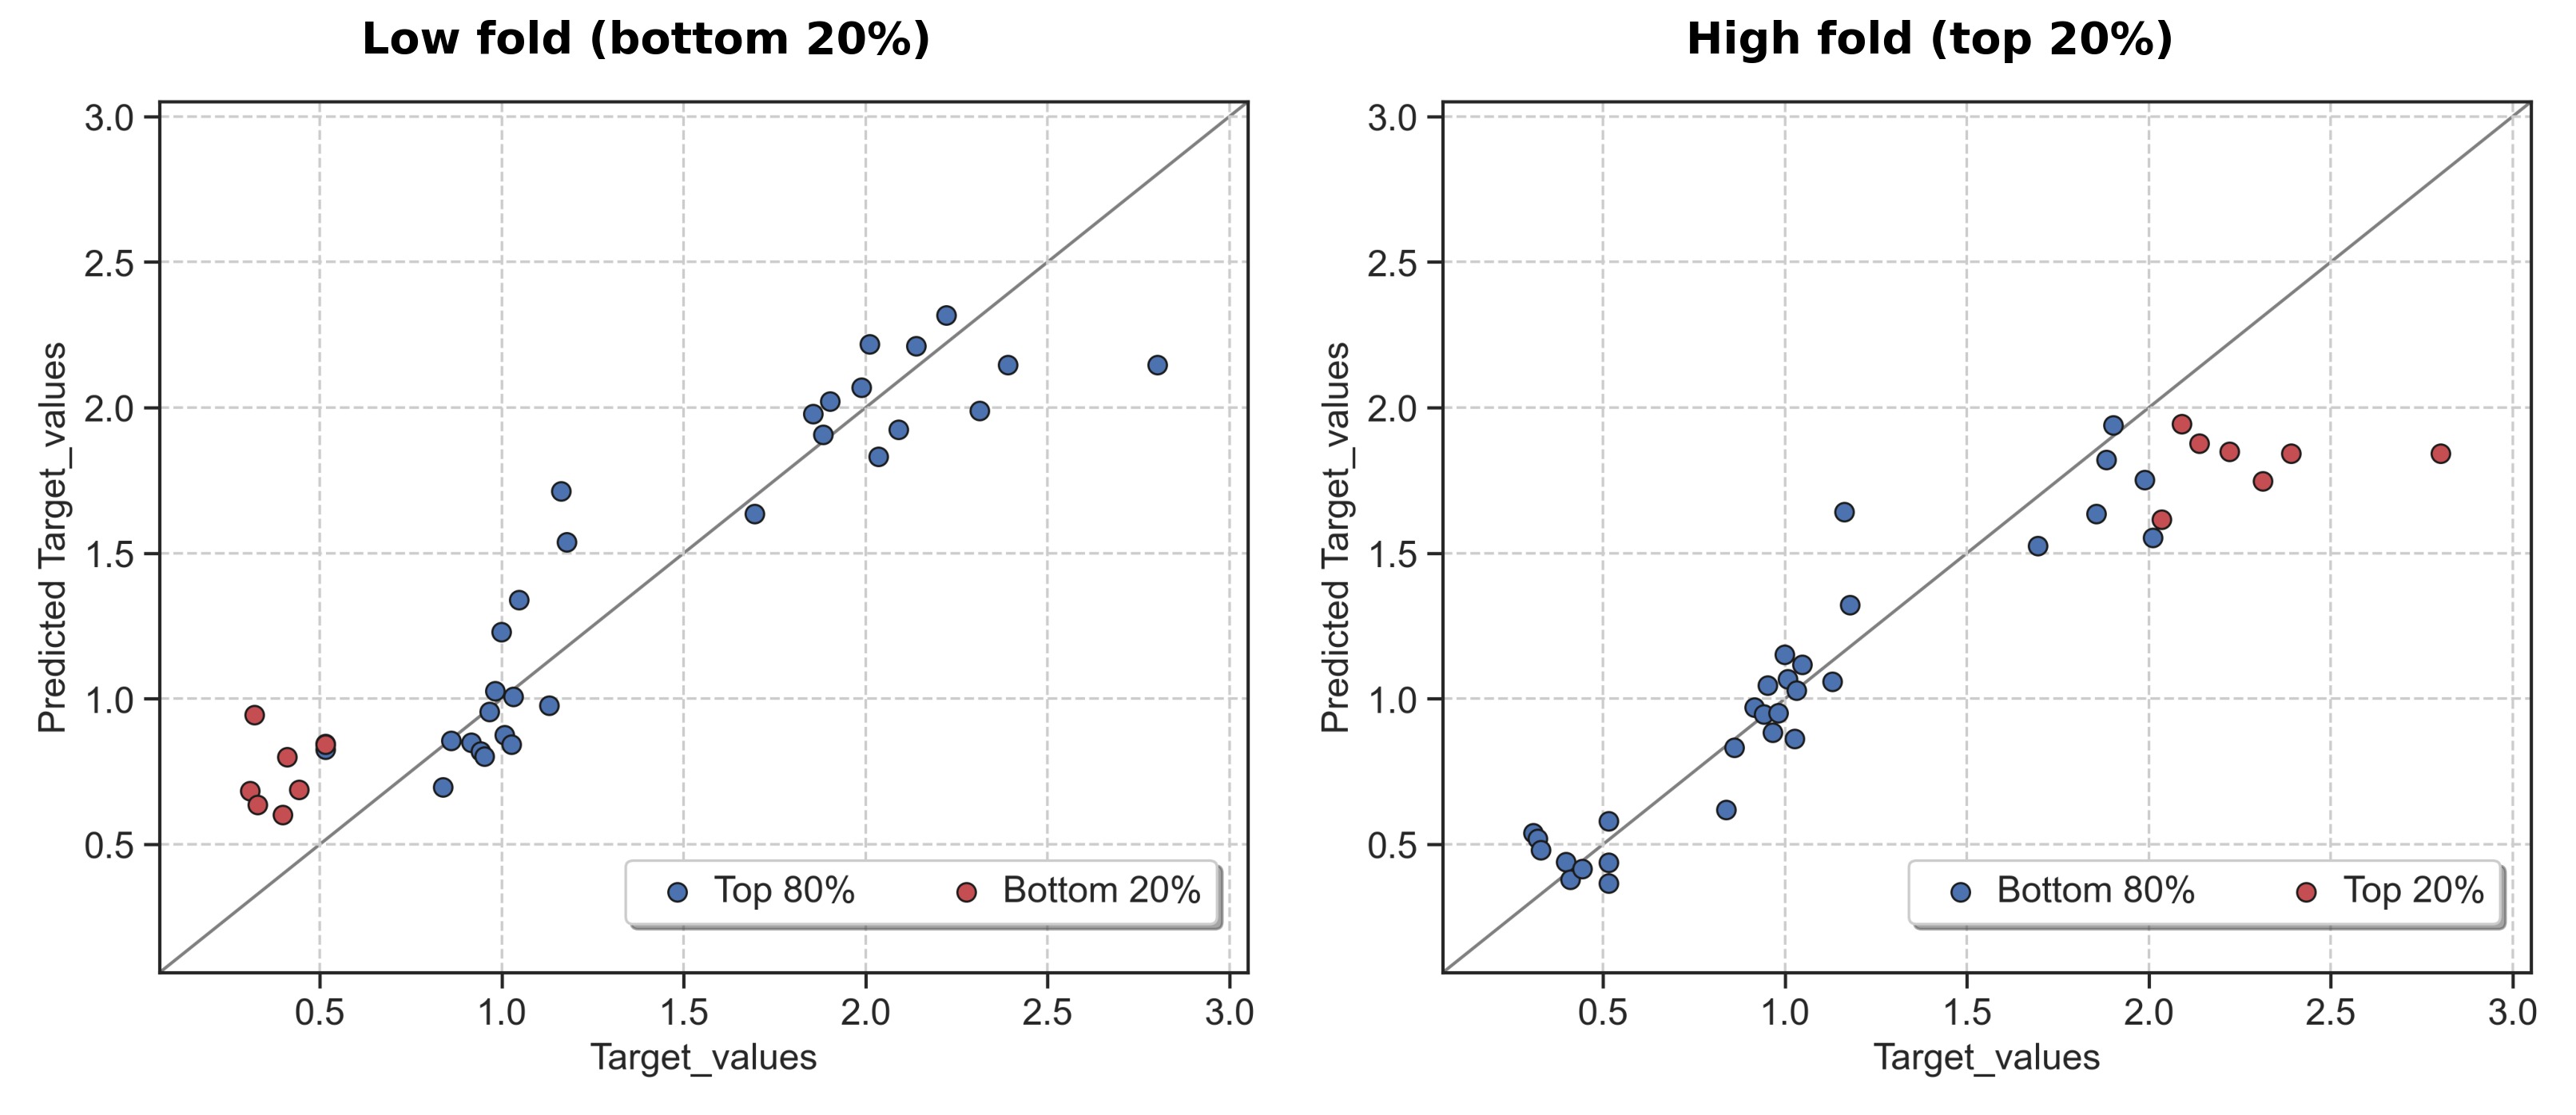 Low fold (bottom 20%)
3.0
2.5
2.0
1.5
1.0
0.5
Predicted Target_values
0.5 1.0 1.5 2.0 2.5 3.0
Target_values
Top 80% Bottom 20%
High fold (top 20%)
3.0
2.5
2.0
1.5
1.0
0.5
Predicted Target_values
0.5 1.0 1.5 2.0 2.5 3.0
Target_values
Bottom 80% Top 20%